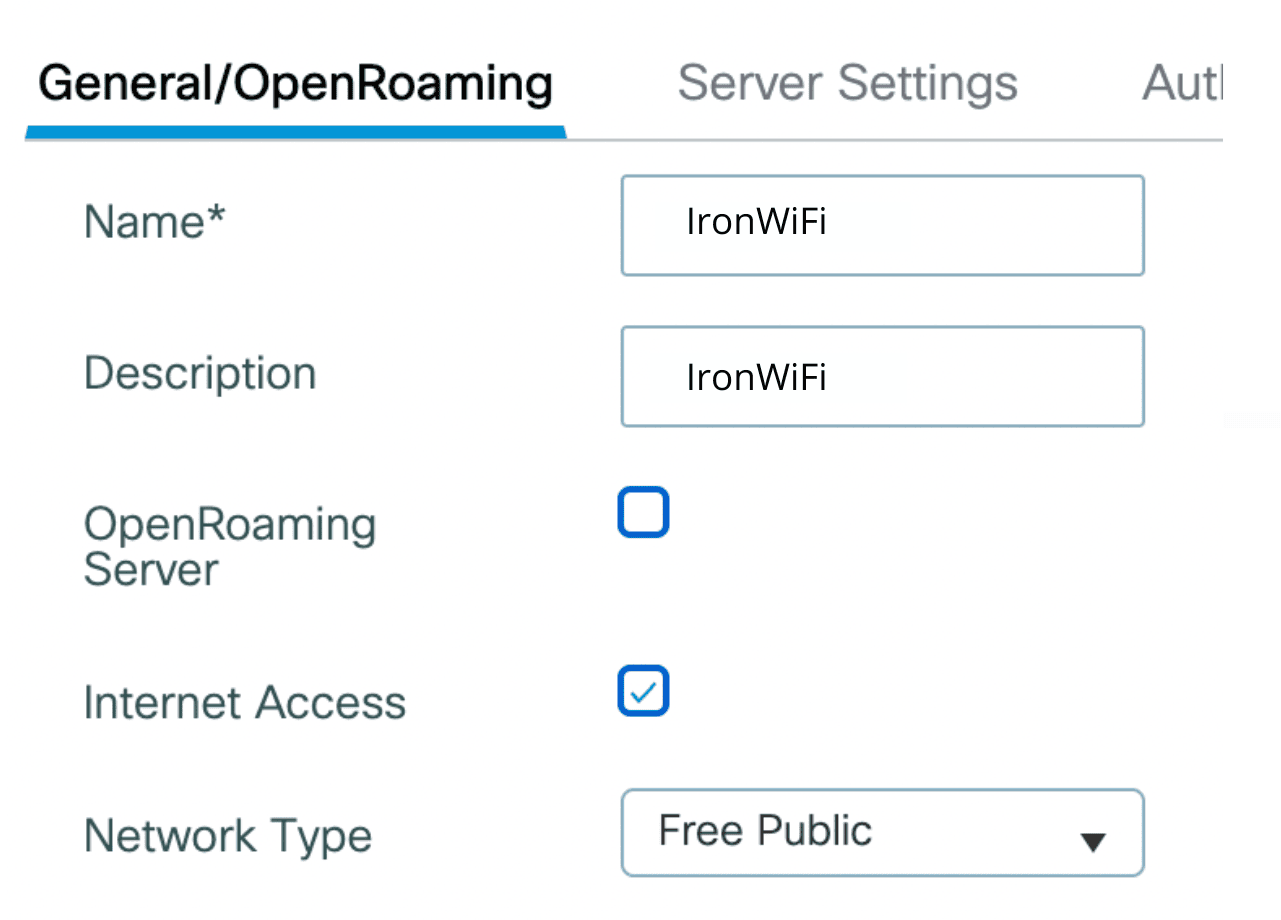 General/OpenRoaming Server Settings
Name* IronWiFi
Description IronWiFi
OpenRoaming
Server
Internet Access
Network Type Free Public